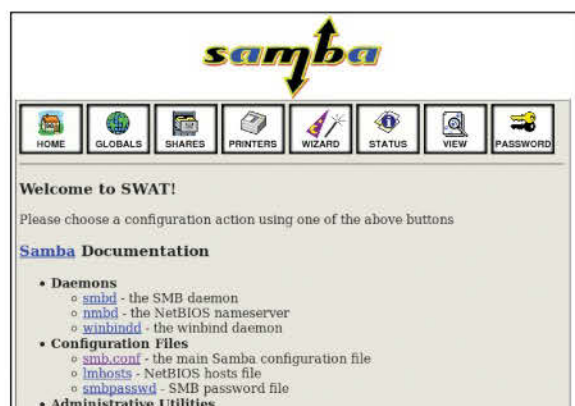 samba
HOME GLOBALS SHARES PRINTERS WIZARD STATUS VIEW PASSWORD
Welcome to SWAT!
Please choose a configuration action using one of the above buttons
Samba Documentation
• Daemons
◦ smbd - the SMB daemon
◦ nmbd - the NetBIOS nameserver
◦ winbindd - the winbind daemon
• Configuration Files
◦ smb.conf - the main Samba configuration file
◦ lmhosts - NetBIOS hosts file
◦ smbpasswd - SMB password file
• Administrative Utilities